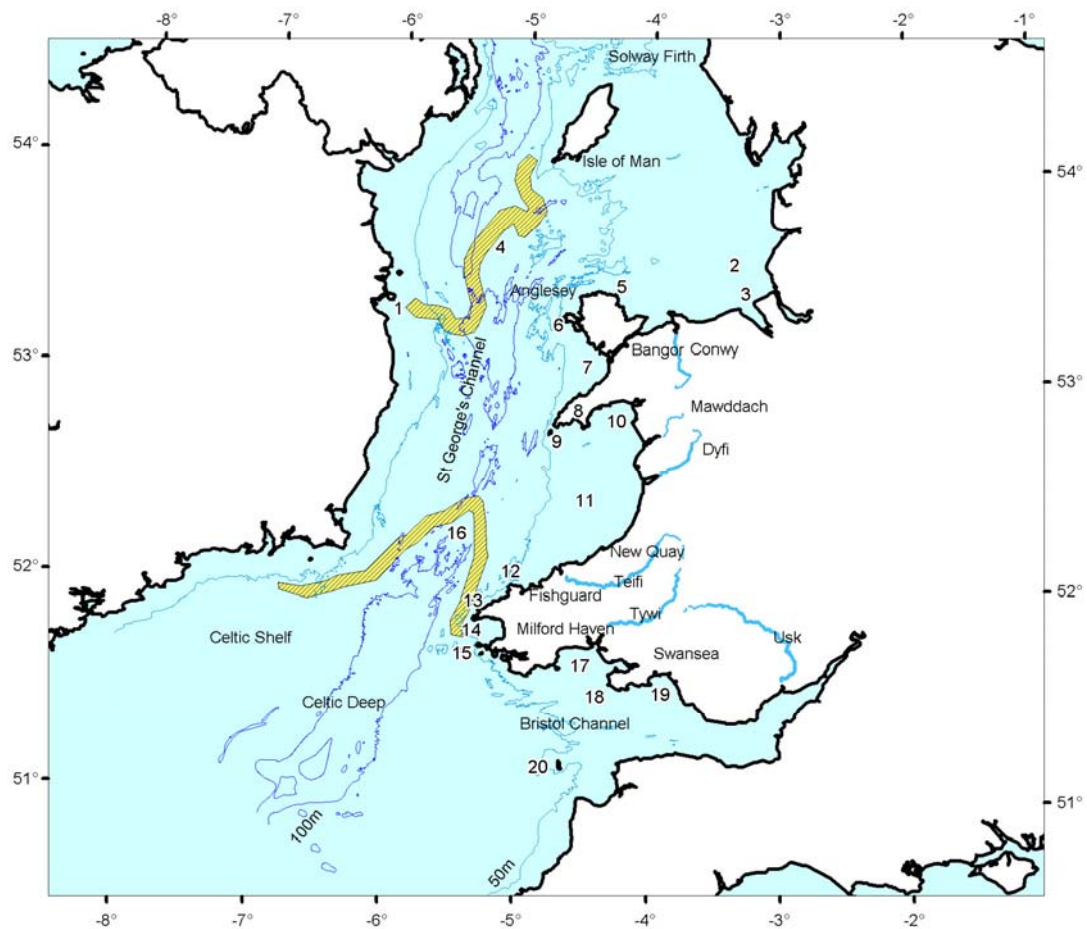 -8° -7° -6° -5° -4° -3° -2° -1°
Solway Firth
54°
54°
Isle of Man
4
2
5
3
Anglesey
1
6
53°
Bangor Conwy
53°
7
St George's Channel
8
Mawddach
10
9
Dyfi
11
16
New Quay
52°
12
Teifi
52°
Fishguard
13
Tywi
14
Milford Haven
Celtic Shelf
Usk
15
Swansea
17
18
19
Celtic Deep
Bristol Channel
20
51°
51°
100m
50m
-8° -7° -6° -5° -4° -3° -2°